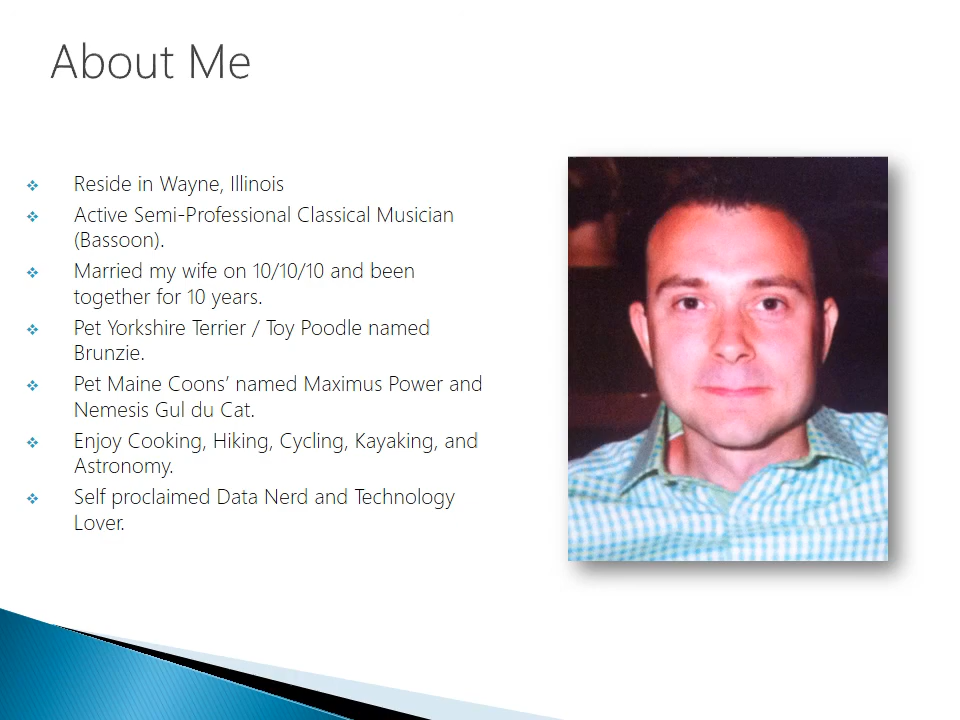 About Me
Reside in Wayne, Illinois
Active Semi-Professional Classical Musician
(Bassoon).
Married my wife on 10/10/10 and been
together for 10 years.
Pet Yorkshire Terrier / Toy Poodle named
Brunzie.
Pet Maine Coons’ named Maximus Power and
Nemesis Gul du Cat.
Enjoy Cooking, Hiking, Cycling, Kayaking, and
Astronomy.
Self proclaimed Data Nerd and Technology
Lover.